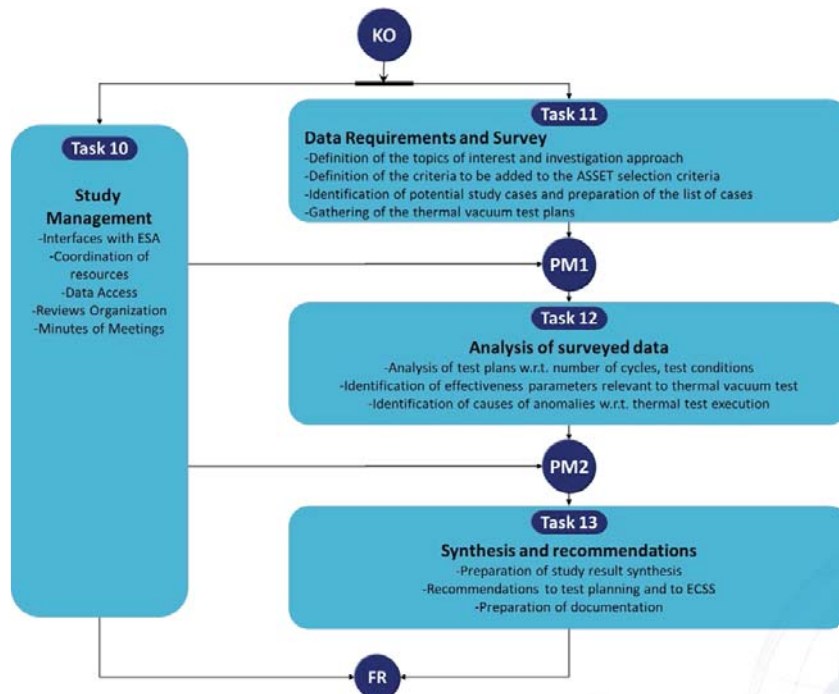 KO
Task 10
Study
Management
-Interfaces with ESA
-Coordination of
resources
-Data Access
-Reviews Organization
-Minutes of Meetings
Task 11
Data Requirements and Survey
-Definition of the topics of interest and investigation approach
-Definition of the criteria to be added to the ASSET selection criteria
-Identification of potential study cases and preparation of the list of cases
-Gathering of the thermal vacuum test plans
PM1
Task 12
Analysis of surveyed data
-Analysis of test plans w.r.t. number of cycles, test conditions
-Identification of effectiveness parameters relevant to thermal vacuum test
-Identification of causes of anomalies w.r.t. thermal test execution
PM2
Task 13
Synthesis and recommendations
-Preparation of study result synthesis
-Recommendations to test planning and to ECSS
-Preparation of documentation
FR